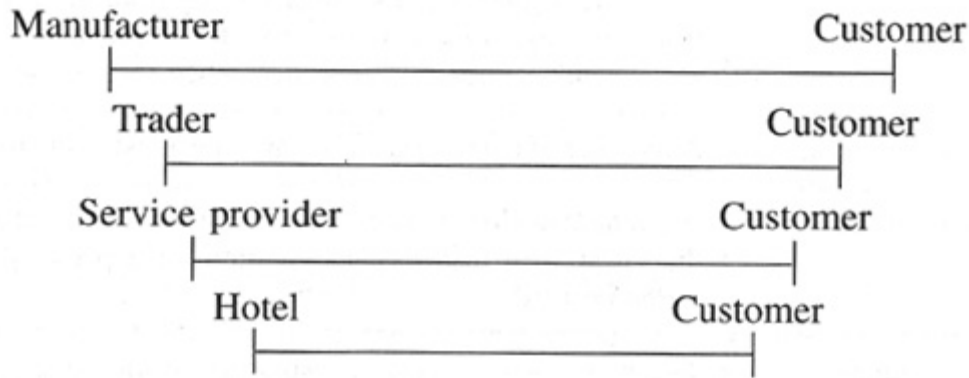 Manufacturer Customer
Trader Customer
Service provider Customer
Hotel Customer